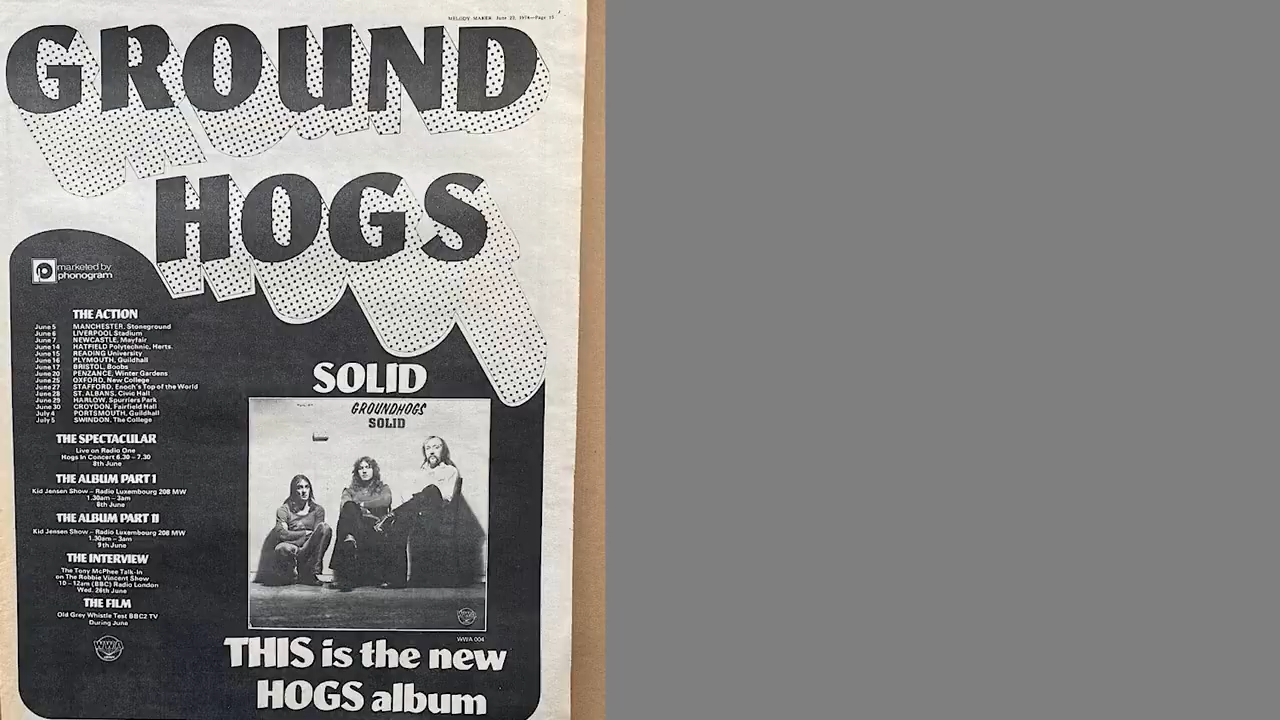 MELODY MAKER, June 22, 1974—Page 15
GROUND
HOGS
marketed by
phonogram
THE ACTION
June 5 MANCHESTER, Stoneground
June 6 LIVERPOOL Stadium
June 7 NEWCASTLE, Mayfair
June 14 HATFIELD Polytechnic, Herts.
June 15 READING University
June 16 PLYMOUTH, Guildhall
June 17 BRISTOL, Boobs
June 20 PENZANCE, Winter Gardens
June 25 OXFORD, New College
June 27 STAFFORD, Enoch's Top of the World
June 28 ST. ALBANS, Civic Hall
June 29 HARLOW, Spurriers Park
June 30 CROYDON, Fairfield Hall
July 4 PORTSMOUTH, Guildhall
July 5 SWINDON, The College
THE SPECTACULAR
Live on Radio One
Hogs In Concert 6.30 – 7.30
8th June
THE ALBUM PART I
Kid Jensen Show – Radio Luxembourg 208 MW
1.30am – 3am
8th June
THE ALBUM PART II
Kid Jensen Show – Radio Luxembourg 208 MW
1.30am – 3am
9th June
THE INTERVIEW
The Tony McPhee Talk-In
on The Robbie Vincent Show
10 – 12am (BBC) Radio London
Wed. 26th June
THE FILM
Old Grey Whistle Test BBC2 TV
During June
WWA
SOLID
GROUNDHOGS
SOLID
WWA 004
THIS is the new
HOGS album